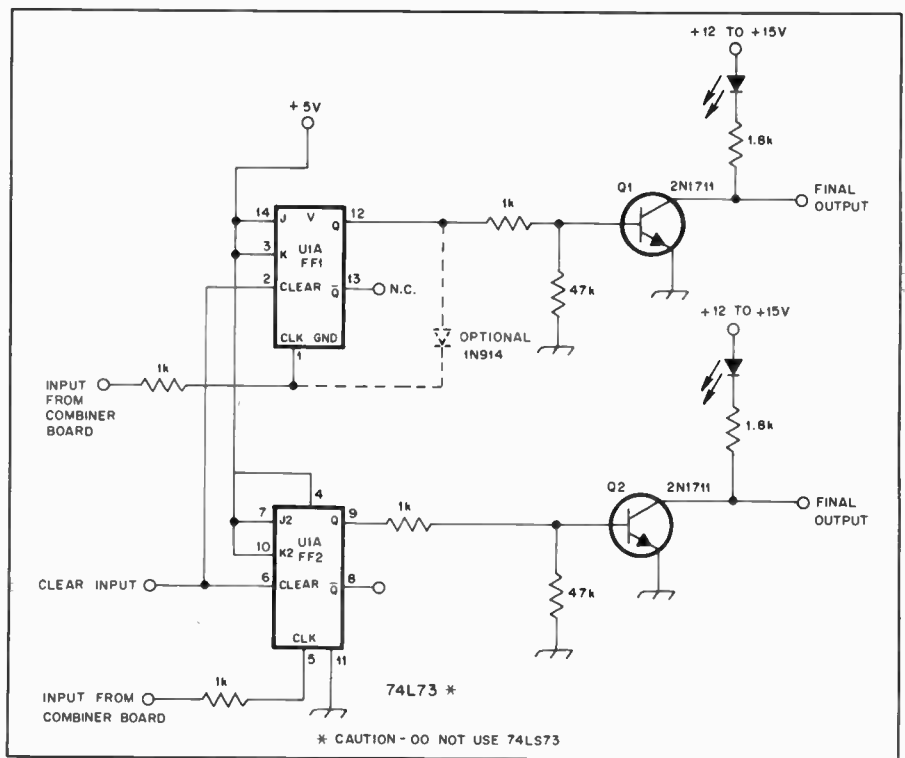 +12 TO +15V
+5V
1.8k
Q1
2N1711
FINAL
OUTPUT
14
J
V
Q
12
1k
3
K
U1A
FF1
2
CLEAR
Q
13
N.C.
47k
CLK
GND
1
OPTIONAL
1N914
1k
INPUT
FROM
COMBINER
BOARD
+12 TO +15V
1.8k
Q2
2N1711
FINAL
OUTPUT
4
7
J2
Q
9
1k
U1A
FF2
10
K2
CLEAR INPUT
6
CLEAR
Q
8
47k
CLK
5
11
1k
INPUT FROM
COMBINER BOARD
74L73 *
* CAUTION - DO NOT USE 74LS73